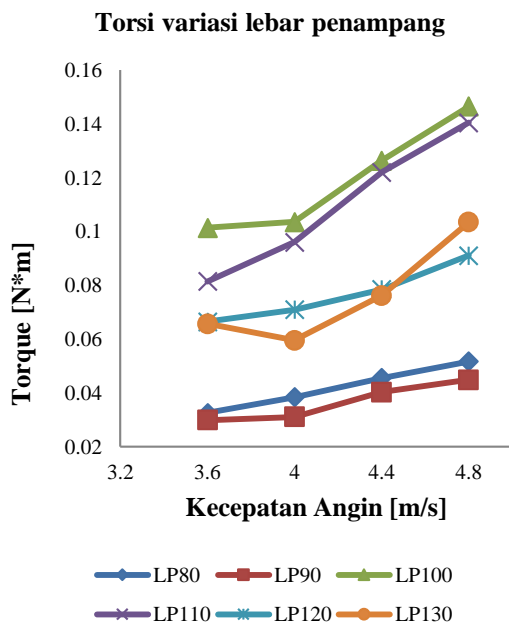 Torsi variasi lebar penampang
0.16
0.14
0.12
0.1
0.08
0.06
0.04
0.02
Torque [N*m]
3.2 3.6 4 4.4 4.8
Kecepatan Angin [m/s]
LP80 LP90 LP100
LP110 LP120 LP130